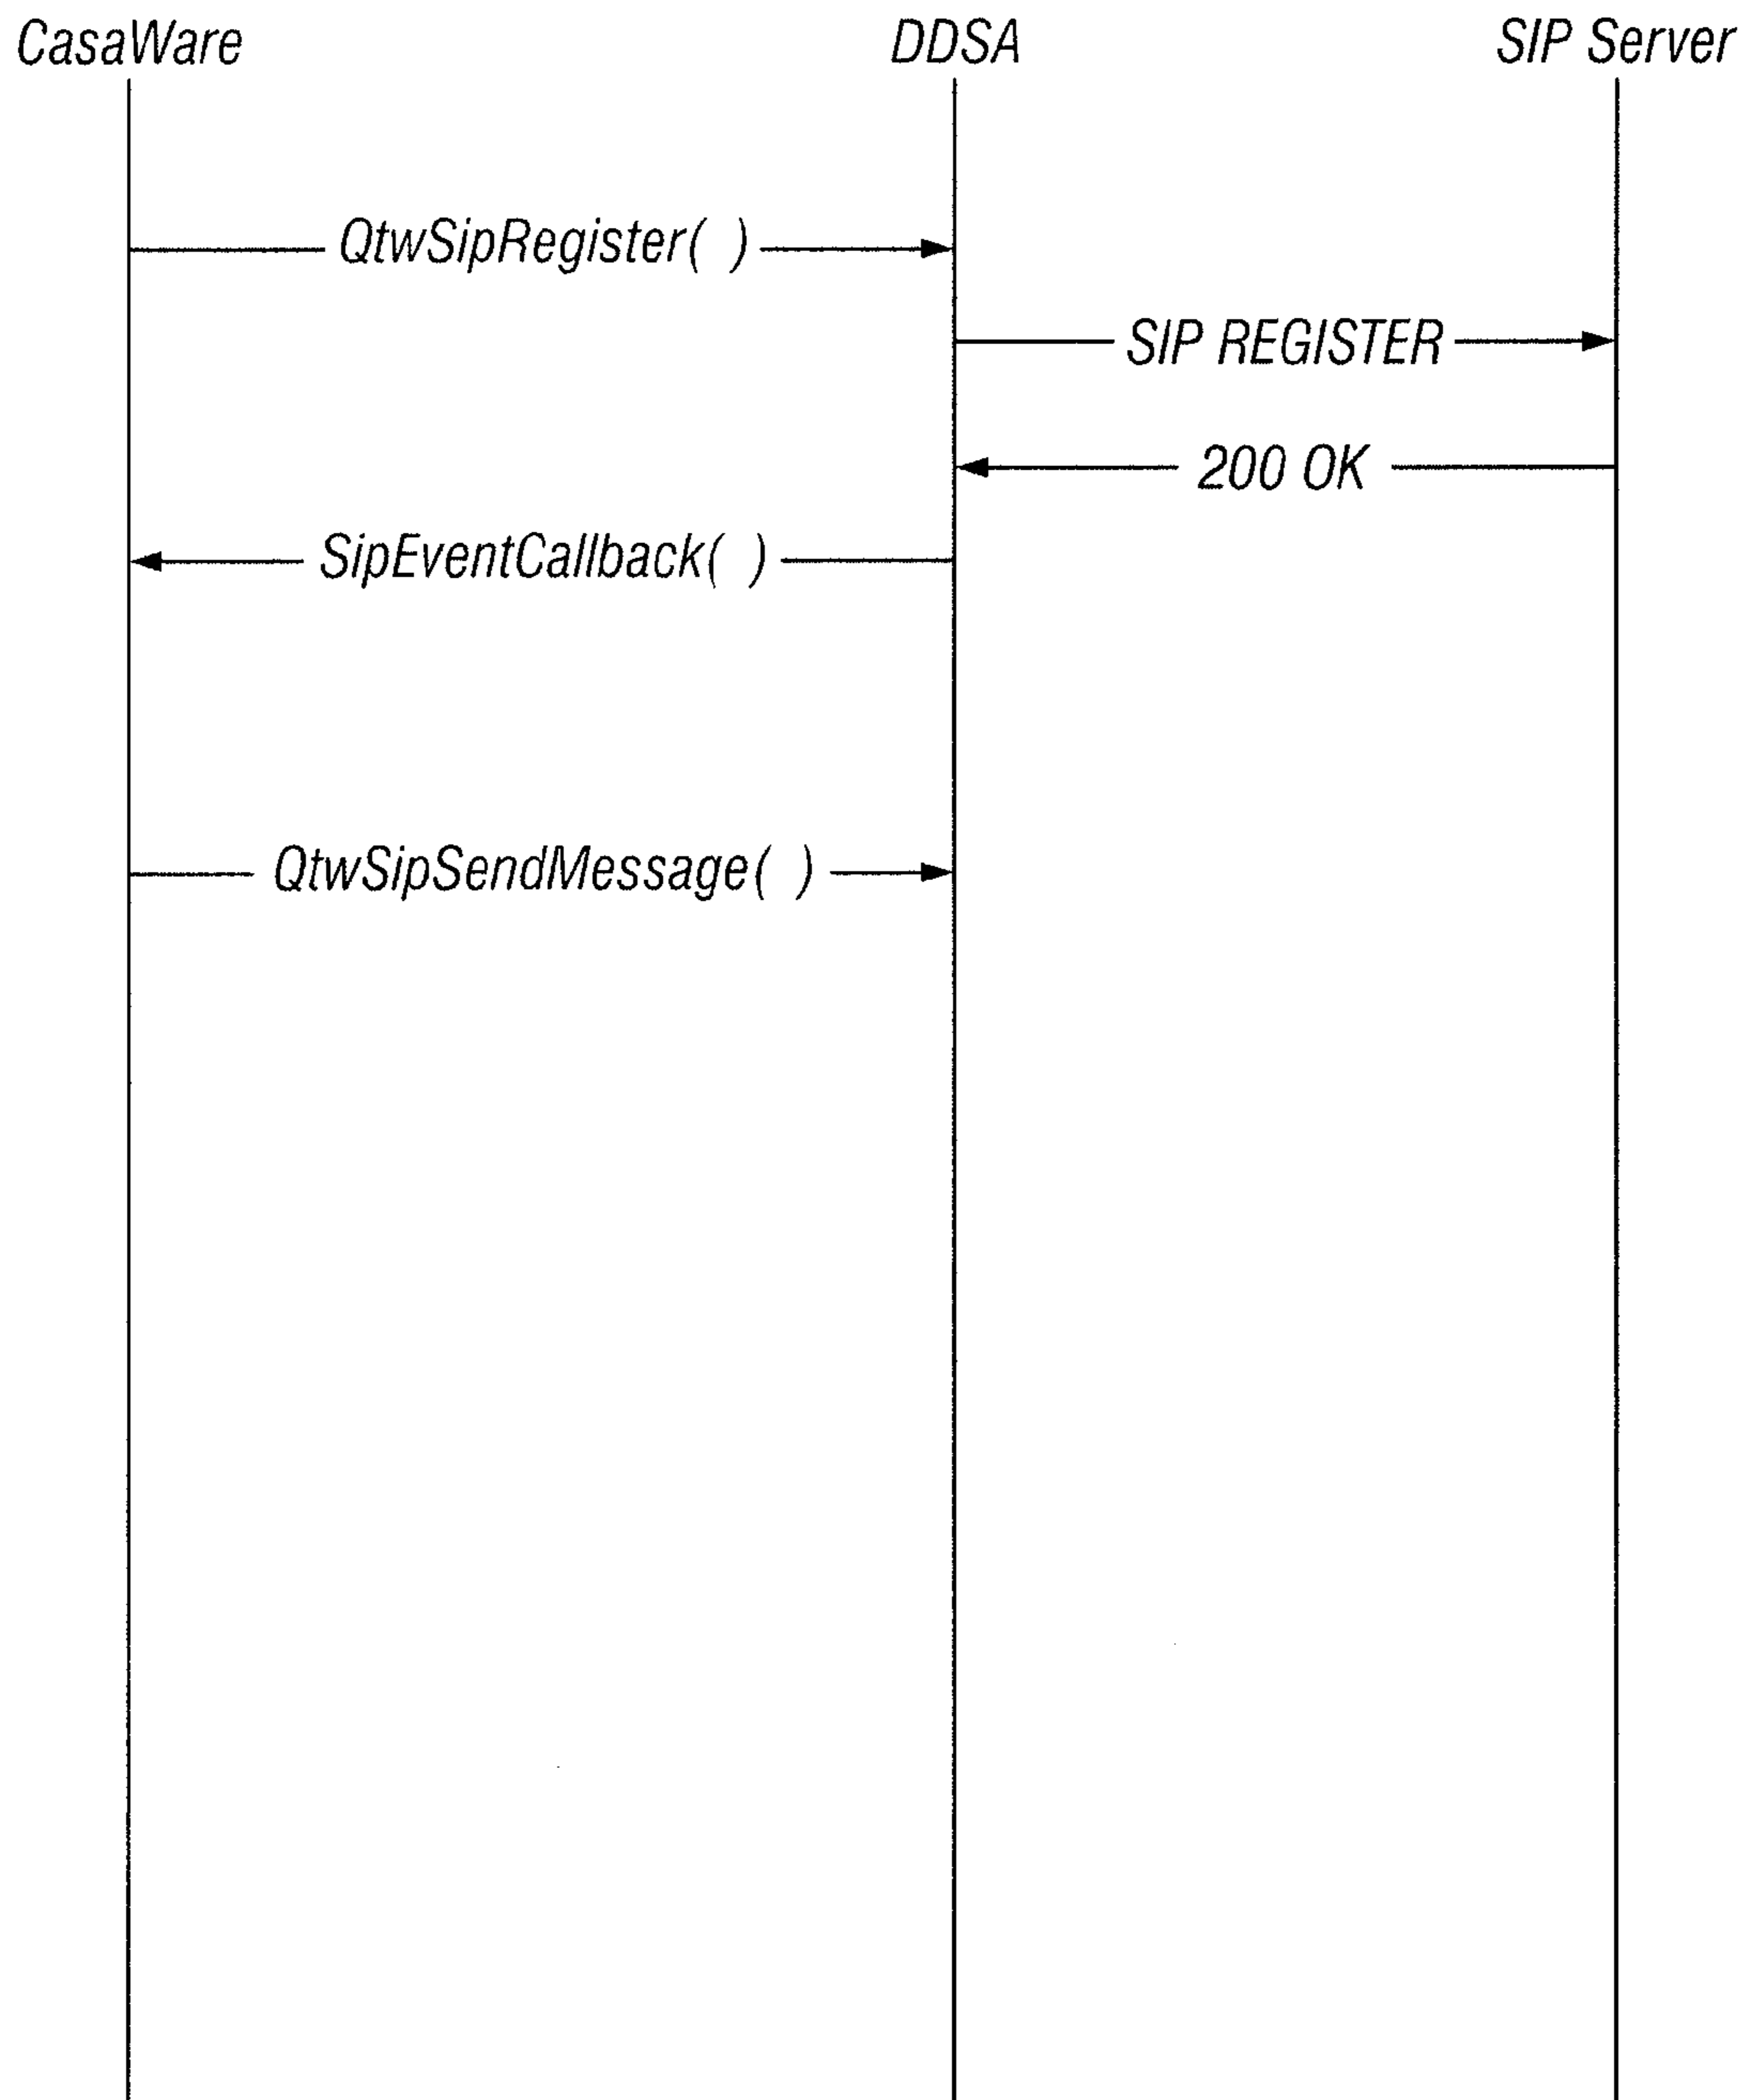 CasaWare DDSA SIP Server
QtwSipRegister( )
SIP REGISTER
200 OK
SipEventCallback( )
QtwSipSendMessage( )